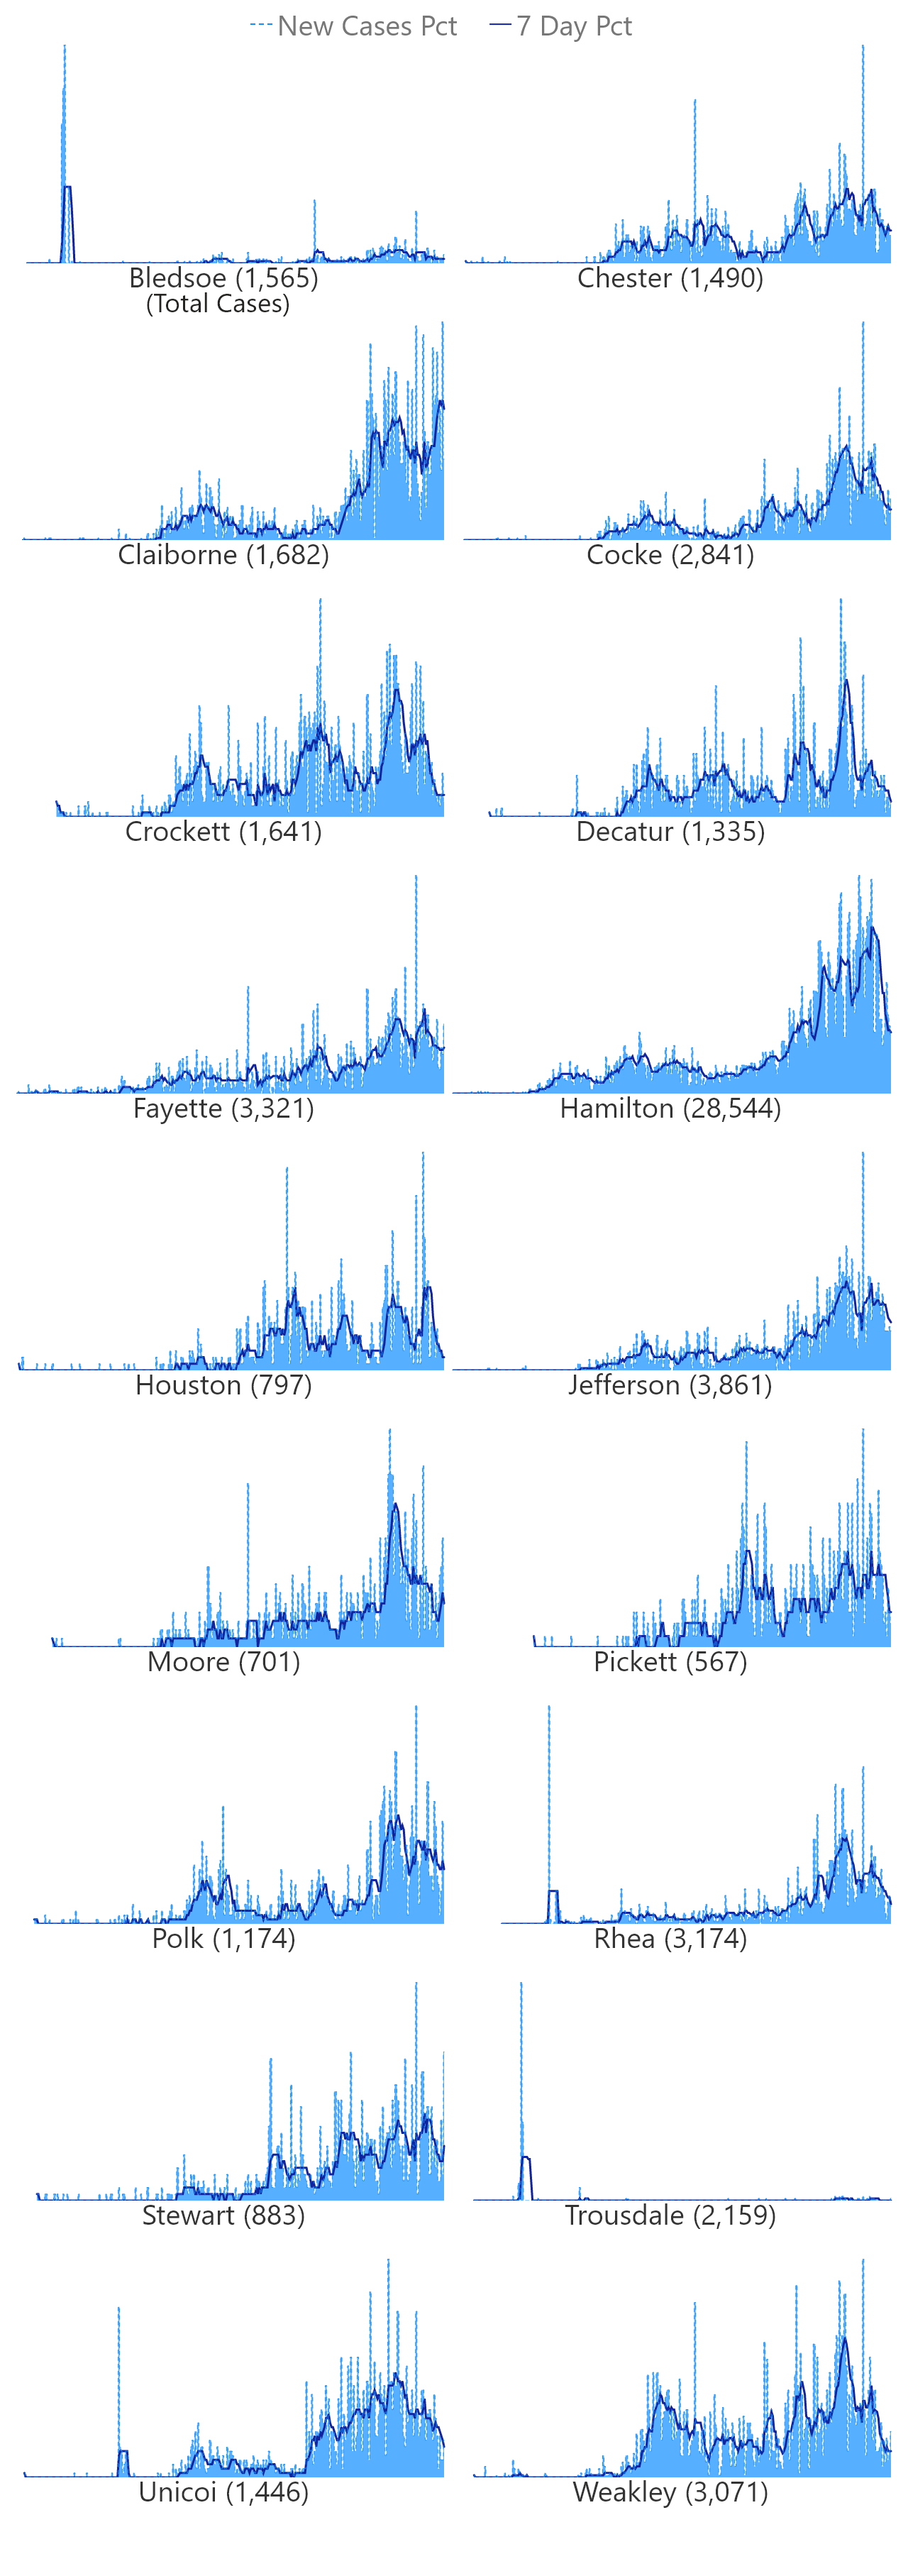 New Cases Pct 7 Day Pct
Bledsoe (1,565) Chester (1,490)
(Total Cases)
Claiborne (1,682) Cocke (2,841)
Crockett (1,641) Decatur (1,335)
Fayette (3,321) Hamilton (28,544)
Houston (797) Jefferson (3,861)
Moore (701) Pickett (567)
Polk (1,174) Rhea (3,174)
Stewart (883) Trousdale (2,159)
Unicoi (1,446) Weakley (3,071)